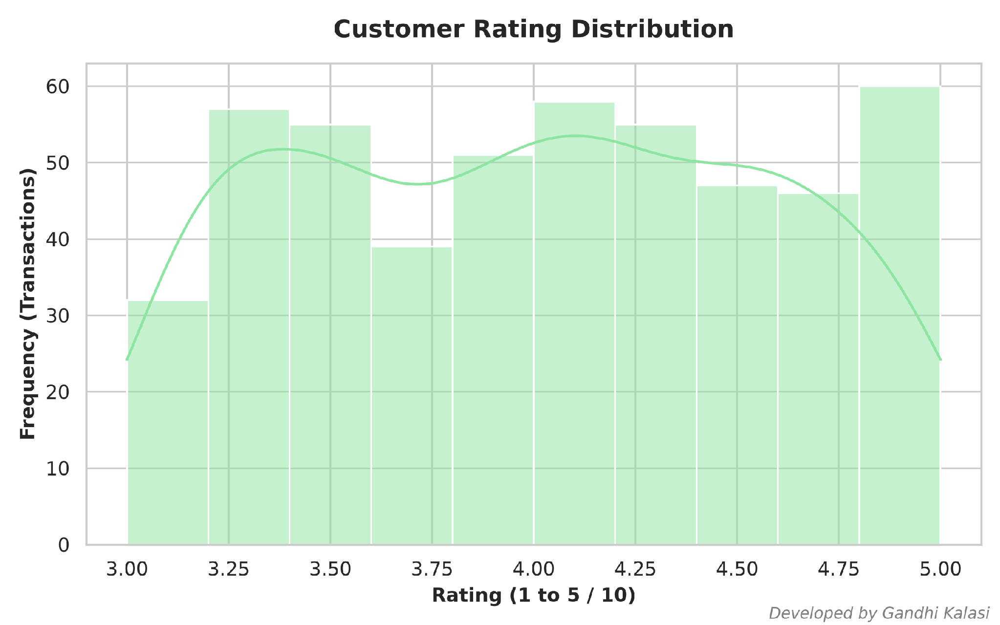 Customer Rating Distribution
Frequency (Transactions)
60
50
40
30
20
10
0
3.00 3.25 3.50 3.75 4.00 4.25 4.50 4.75 5.00
Rating (1 to 5 / 10)
Developed by Gandhi Kalasi